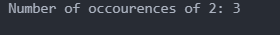 Number of occourences of 2: 3